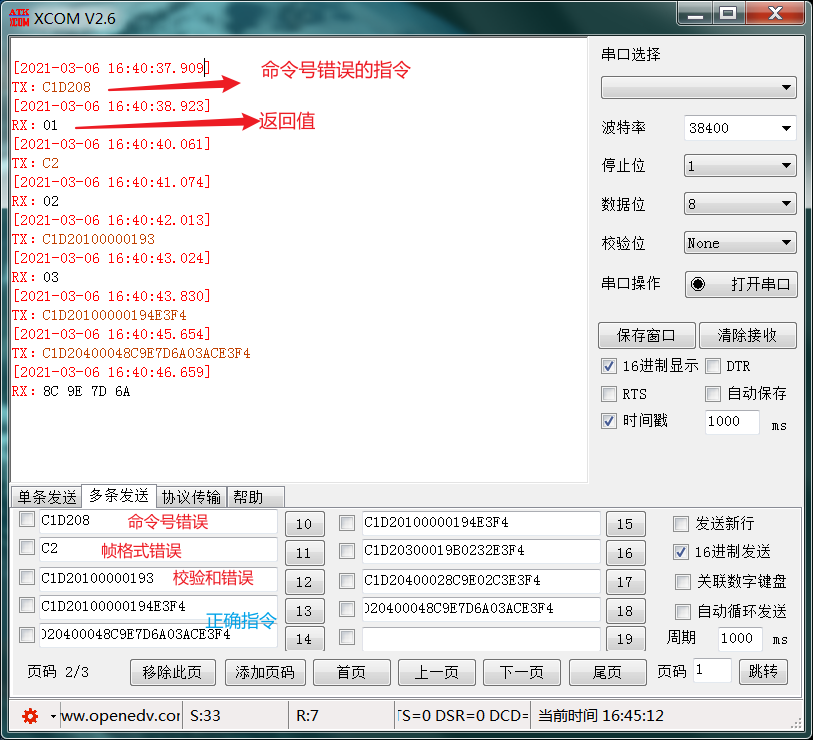 ATK XCOM XCOM V2.6
[2021-03-06 16:40:37.909]
TX: C1D208 命令号错误的指令
[2021-03-06 16:40:38.923]
RX: 01 返回值
[2021-03-06 16:40:40.061]
TX: C2
[2021-03-06 16:40:41.074]
RX: 02
[2021-03-06 16:40:42.013]
TX: C1D20100000193
[2021-03-06 16:40:43.024]
RX: 03
[2021-03-06 16:40:43.830]
TX: C1D20100000194E3F4
[2021-03-06 16:40:45.654]
TX: C1D20400048C9E7D6A03ACE3F4
[2021-03-06 16:40:46.659]
RX: 8C 9E 7D 6A
串口选择
波特率 38400
停止位 1
数据位 8
校验位 None
串口操作 打开串口
保存窗口 清除接收
16进制显示 DTR
RTS 自动保存
时间戳 1000 ms
单条发送 多条发送 协议传输 帮助
C1D208 命令号错误 10 C1D20100000194E3F4 15 发送新行
C2 帧格式错误 11 C1D20300019B0232E3F4 16 16进制发送
C1D20100000193 校验和错误 12 C1D20400028C9E02C3E3F4 17 关联数字键盘
C1D20100000194E3F4 正确指令 13 020400048C9E7D6A03ACE3F4 18 自动循环发送
020400048C9E7D6A03ACE3F4 14 19 周期 1000 ms
页码 2/3 移除此页 添加页码 首页 上一页 下一页 尾页 页码 1 跳转
ww.openedv.cor S:33 R:7 TS=0 DSR=0 DCD= 当前时间 16:45:12